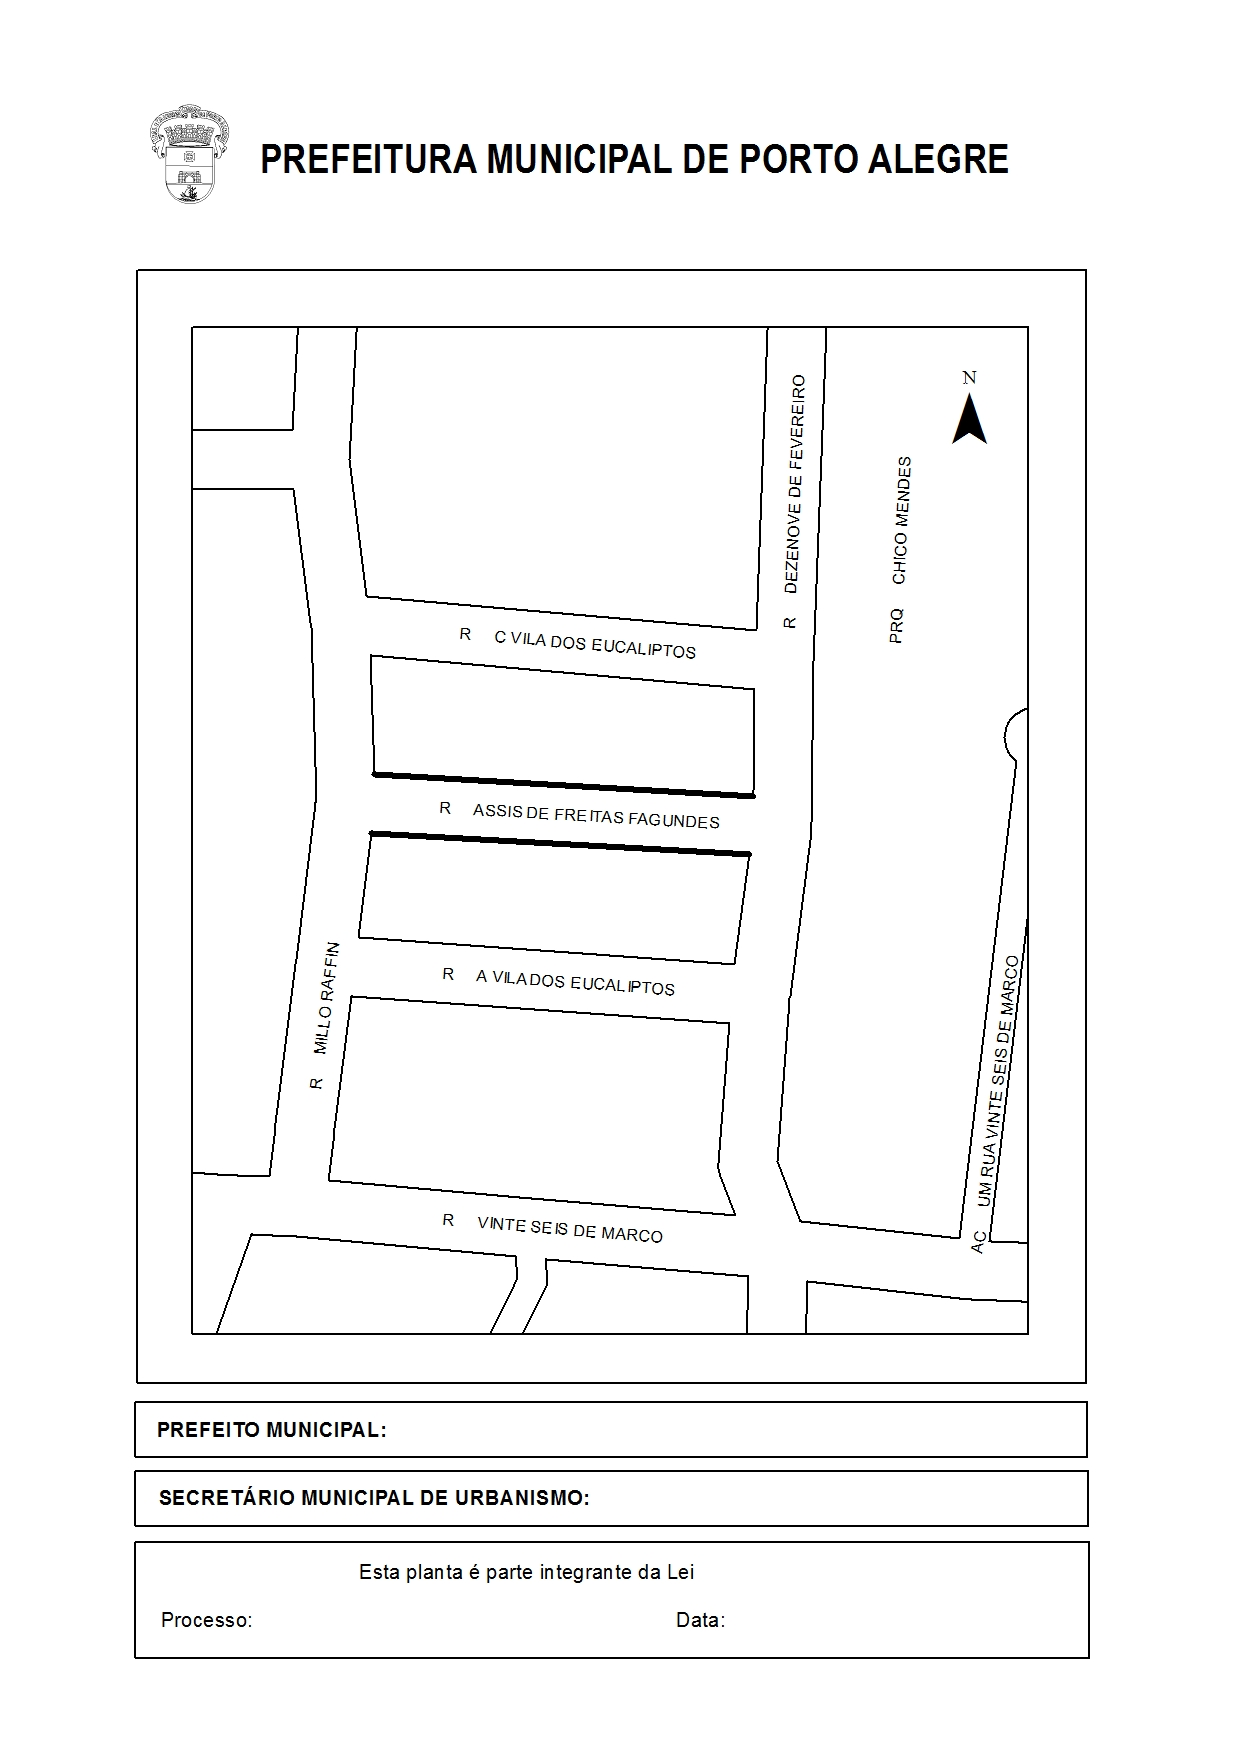 PREFEITURA MUNICIPAL DE PORTO ALEGRE
N
R DEZENOVE DE FEVEREIRO
PRQ CHICO MENDES
R C VILA DOS EUCALIPTOS
R ASSIS DE FREITAS FAGUNDES
R MILLO RAFFIN
R A VILA DOS EUCALIPTOS
AC UM RUA VINTE SEIS DE MARCO
R VINTE SEIS DE MARCO
PREFEITO MUNICIPAL:
SECRETÁRIO MUNICIPAL DE URBANISMO:
Esta planta é parte integrante da Lei
Processo: Data: